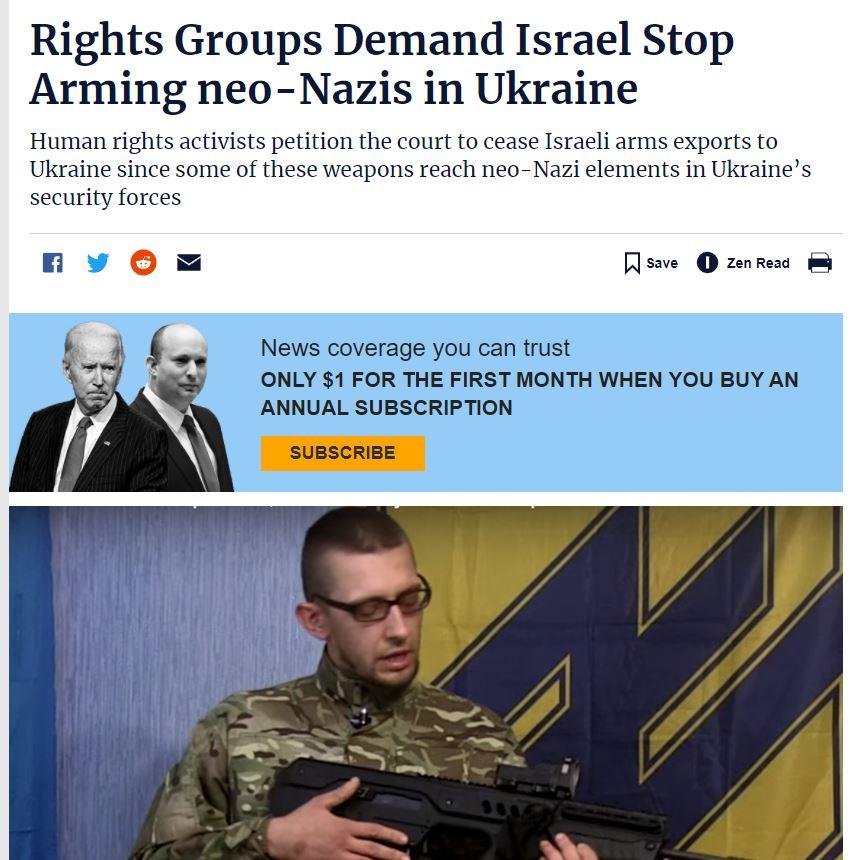 Rights Groups Demand Israel Stop
Arming neo-Nazis in Ukraine
Human rights activists petition the court to cease Israeli arms exports to
Ukraine since some of these weapons reach neo-Nazi elements in Ukraine’s
security forces
Save
Zen Read
News coverage you can trust
ONLY $1 FOR THE FIRST MONTH WHEN YOU BUY AN
ANNUAL SUBSCRIPTION
SUBSCRIBE